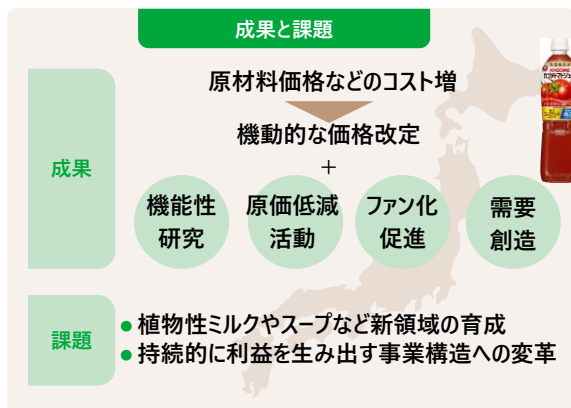 成果と課題
原材料価格などのコスト増
機動的な価格改定
+
成果
機能性
研究
原価低減
活動
ファン化
促進
需要
創造
課題
● 植物性ミルクやスープなど新領域の育成
● 持続的に利益を生み出す事業構造への変革
KAGOME